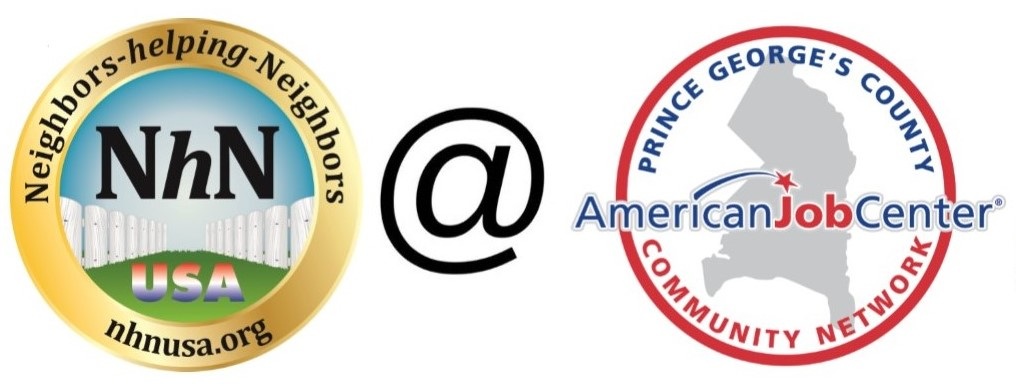 Neighbors-helping-Neighbors
NhN
USA
nhnusa.org
@
PRINCE GEORGE'S COUNTY
AmericanJobCenter®
COMMUNITY NETWORK